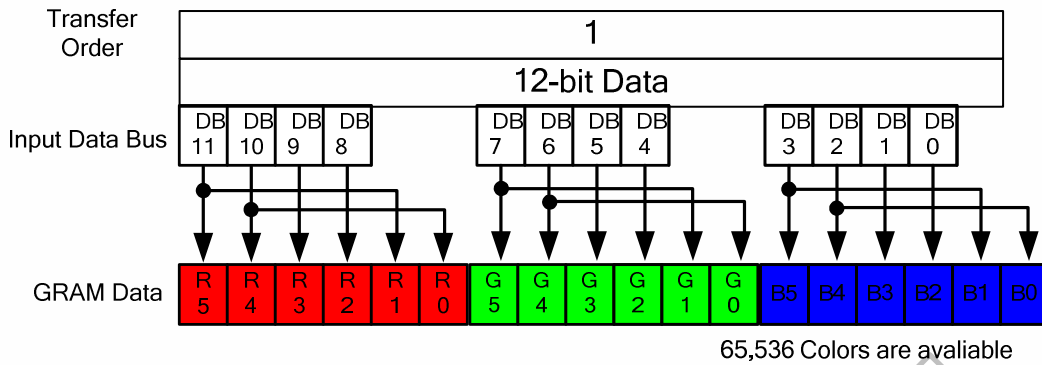 Transfer
Order
1
12-bit Data
Input Data Bus
DB
11
DB
10
DB
9
DB
8
DB
7
DB
6
DB
5
DB
4
DB
3
DB
2
DB
1
DB
0
GRAM Data
R
5
R
4
R
3
R
2
R
1
R
0
G
5
G
4
G
3
G
2
G
1
G
0
B5
B4
B3
B2
B1
B0
65,536 Colors are avaliable